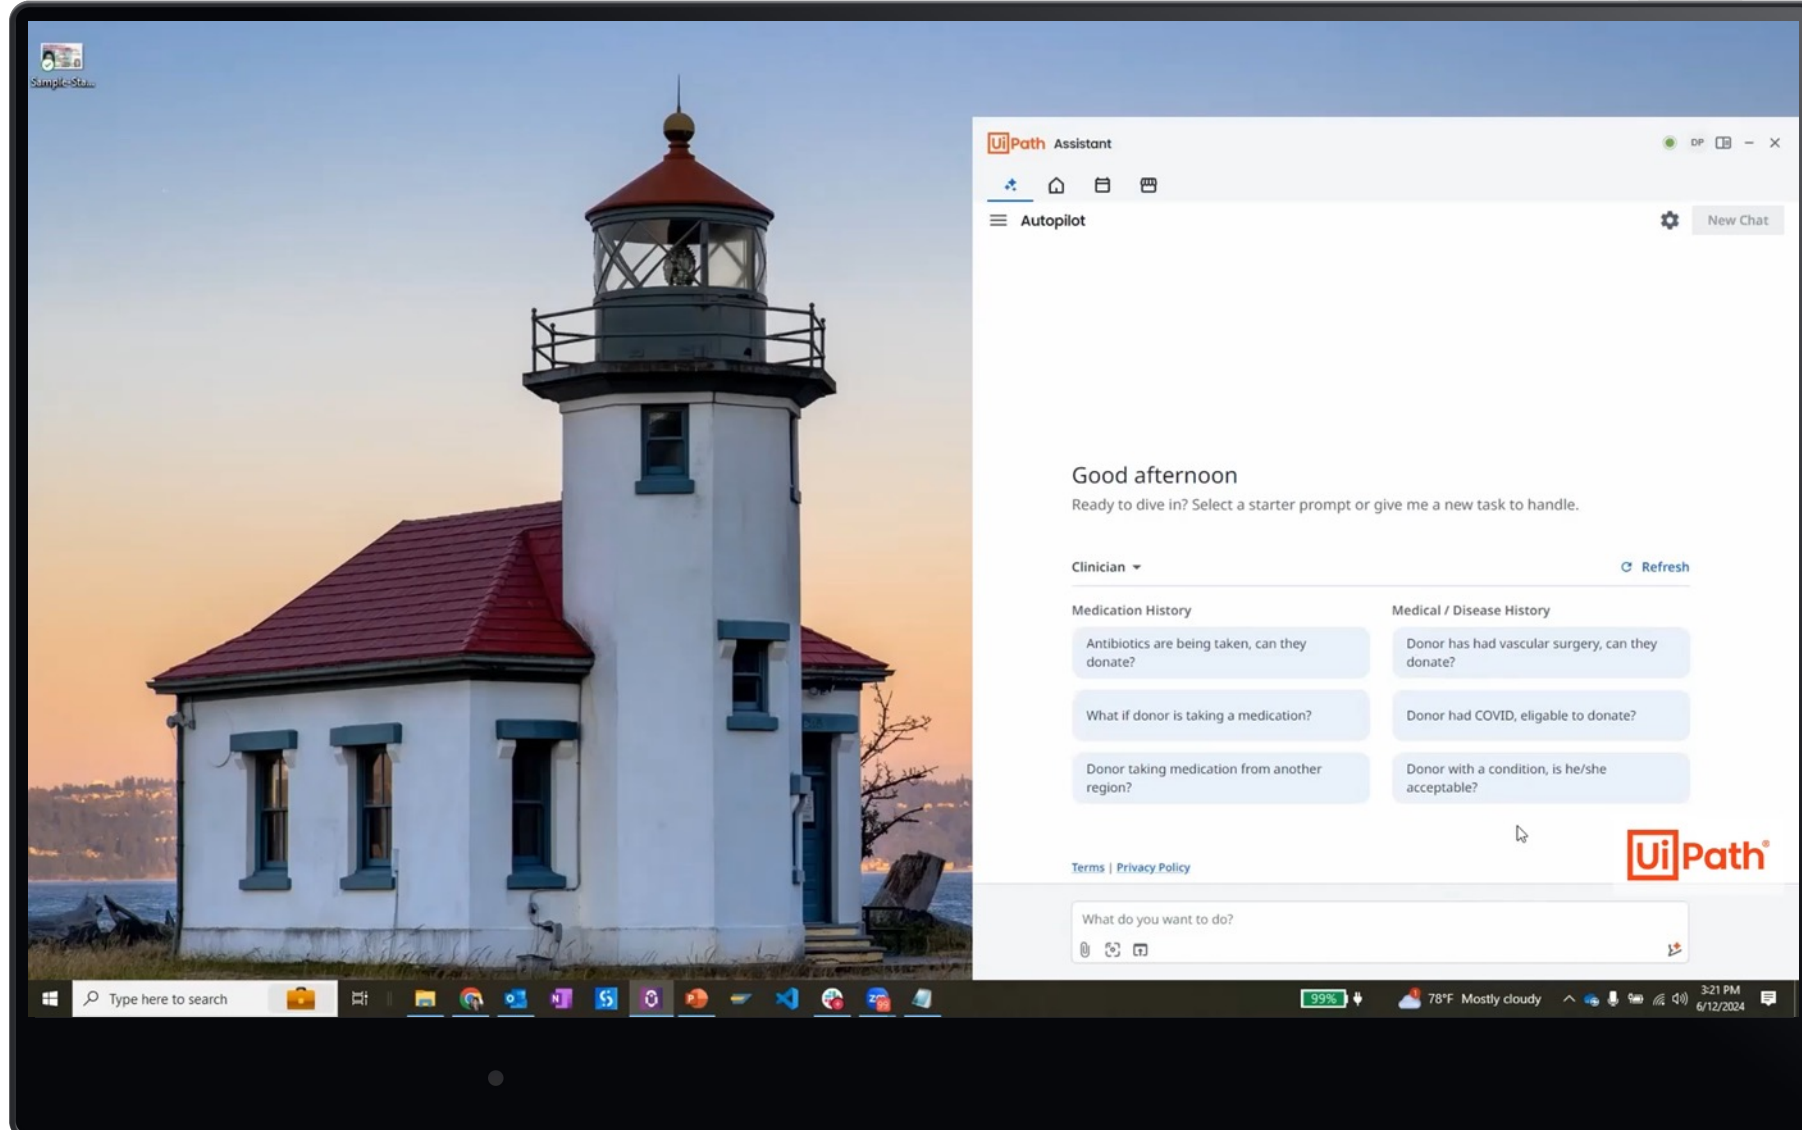 Sample-Sta...
UiPath Assistant
DP
Autopilot
New Chat
Good afternoon
Ready to dive in? Select a starter prompt or give me a new task to handle.
Clinician
Refresh
Medication History
Medical / Disease History
Antibiotics are being taken, can they
donate?
Donor has had vascular surgery, can they
donate?
What if donor is taking a medication?
Donor had COVID, eligable to donate?
Donor taking medication from another
region?
Donor with a condition, is he/she
acceptable?
UiPath®
Terms | Privacy Policy
What do you want to do?
Type here to search
99%
78°F Mostly cloudy
3:21 PM
6/12/2024